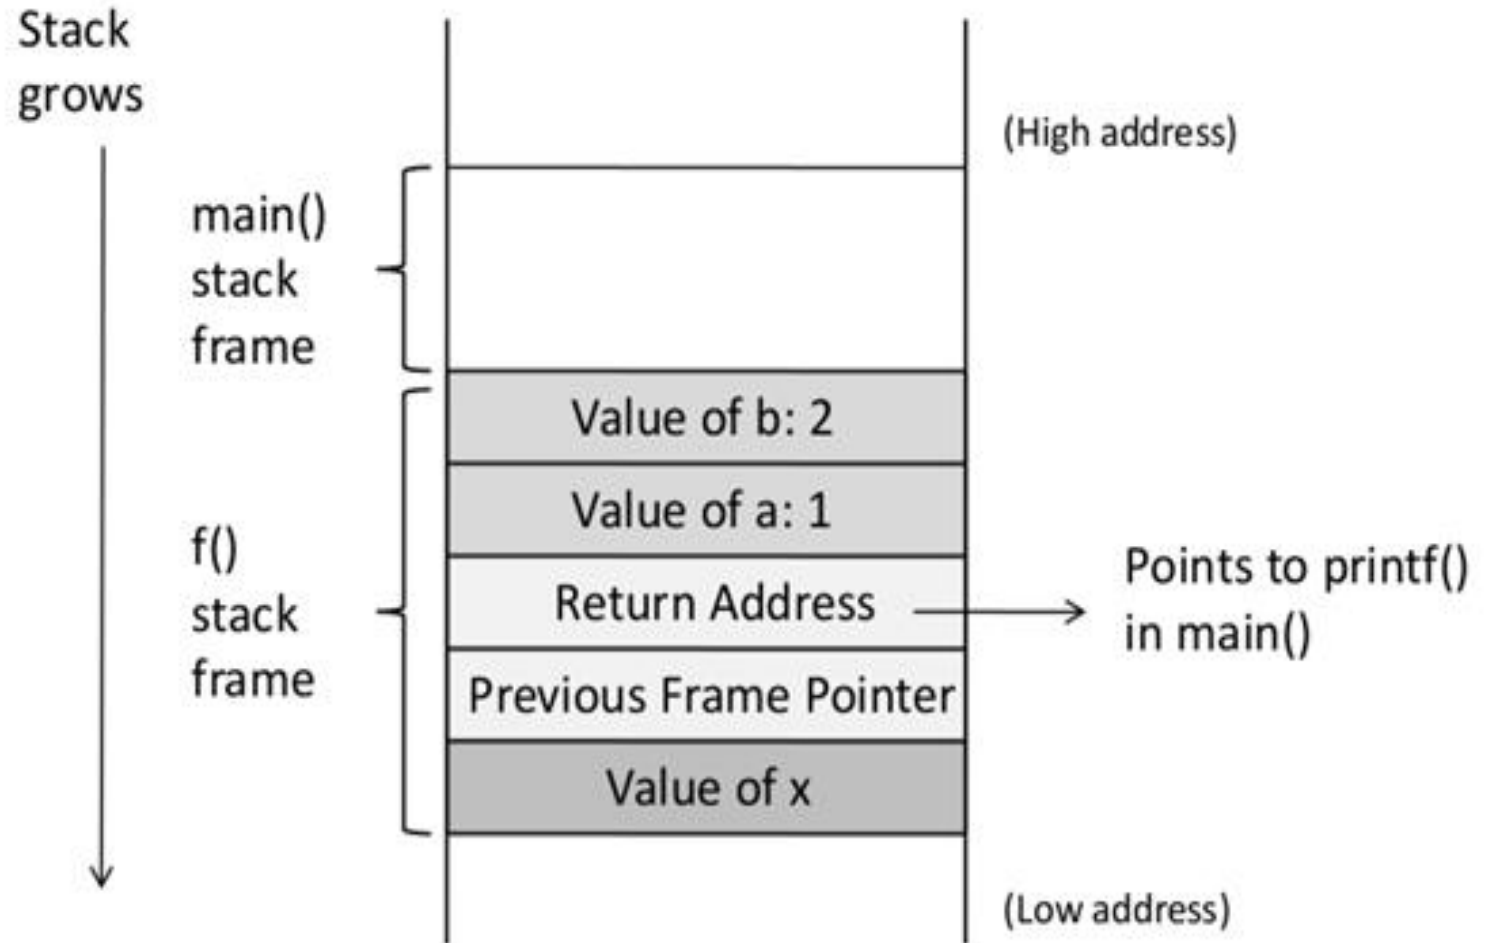 Stack
grows
(High address)
main()
stack
frame
Value of b: 2
Value of a: 1
f()
stack
frame
Return Address
Points to printf()
in main()
Previous Frame Pointer
Value of x
(Low address)